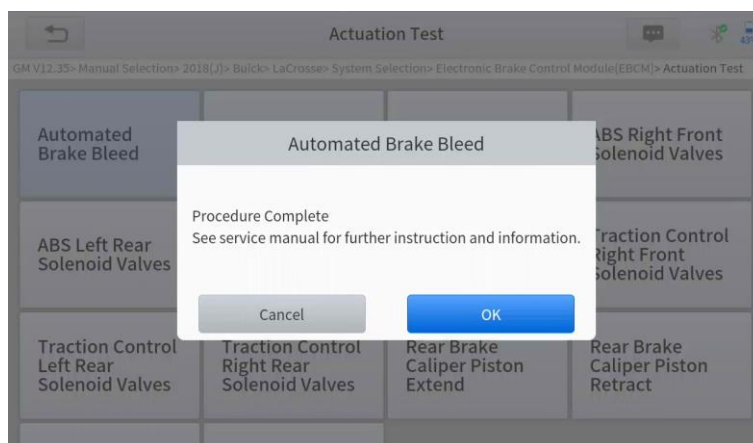 Actuation Test
GM V12.35> Manual Selection> 2018(J)> Buick> LaCrosse> System Selection> Electronic Brake Control Module(EBCM)> Actuation Test
Automated
Brake Bleed
ABS Right Front
Solenoid Valves
Automated Brake Bleed
Procedure Complete
See service manual for further instruction and information.
Cancel
OK
ABS Left Rear
Solenoid Valves
Traction Control
Right Front
Solenoid Valves
Traction Control
Left Rear
Solenoid Valves
Traction Control
Right Rear
Solenoid Valves
Rear Brake
Caliper Piston
Extend
Rear Brake
Caliper Piston
Retract